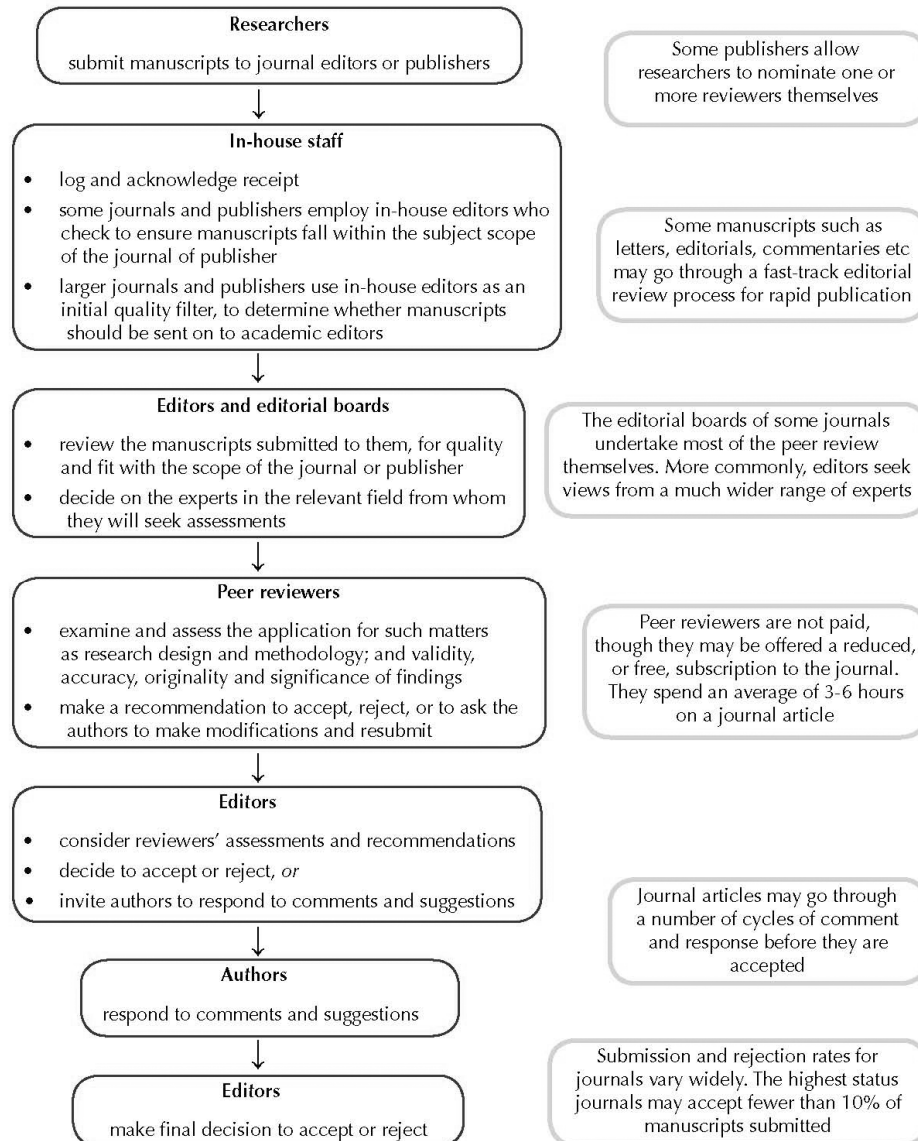 Researchers
submit manuscripts to journal editors or publishers
Some publishers allow
researchers to nominate one or
more reviewers themselves
In-house staff
• log and acknowledge receipt
• some journals and publishers employ in-house editors who
check to ensure manuscripts fall within the subject scope
of the journal of publisher
• larger journals and publishers use in-house editors as an
initial quality filter, to determine whether manuscripts
should be sent on to academic editors
Some manuscripts such as
letters, editorials, commentaries etc
may go through a fast-track editorial
review process for rapid publication
Editors and editorial boards
• review the manuscripts submitted to them, for quality
and fit with the scope of the journal or publisher
• decide on the experts in the relevant field from whom
they will seek assessments
The editorial boards of some journals
undertake most of the peer review
themselves. More commonly, editors seek
views from a much wider range of experts
Peer reviewers
• examine and assess the application for such matters
as research design and methodology; and validity,
accuracy, originality and significance of findings
• make a recommendation to accept, reject, or to ask the
authors to make modifications and resubmit
Peer reviewers are not paid,
though they may be offered a reduced,
or free, subscription to the journal.
They spend an average of 3-6 hours
on a journal article
Editors
• consider reviewers’ assessments and recommendations
• decide to accept or reject, or
• invite authors to respond to comments and suggestions
Journal articles may go through
a number of cycles of comment
and response before they are
accepted
Authors
respond to comments and suggestions
Editors
make final decision to accept or reject
Submission and rejection rates for
journals vary widely. The highest status
journals may accept fewer than 10% of
manuscripts submitted